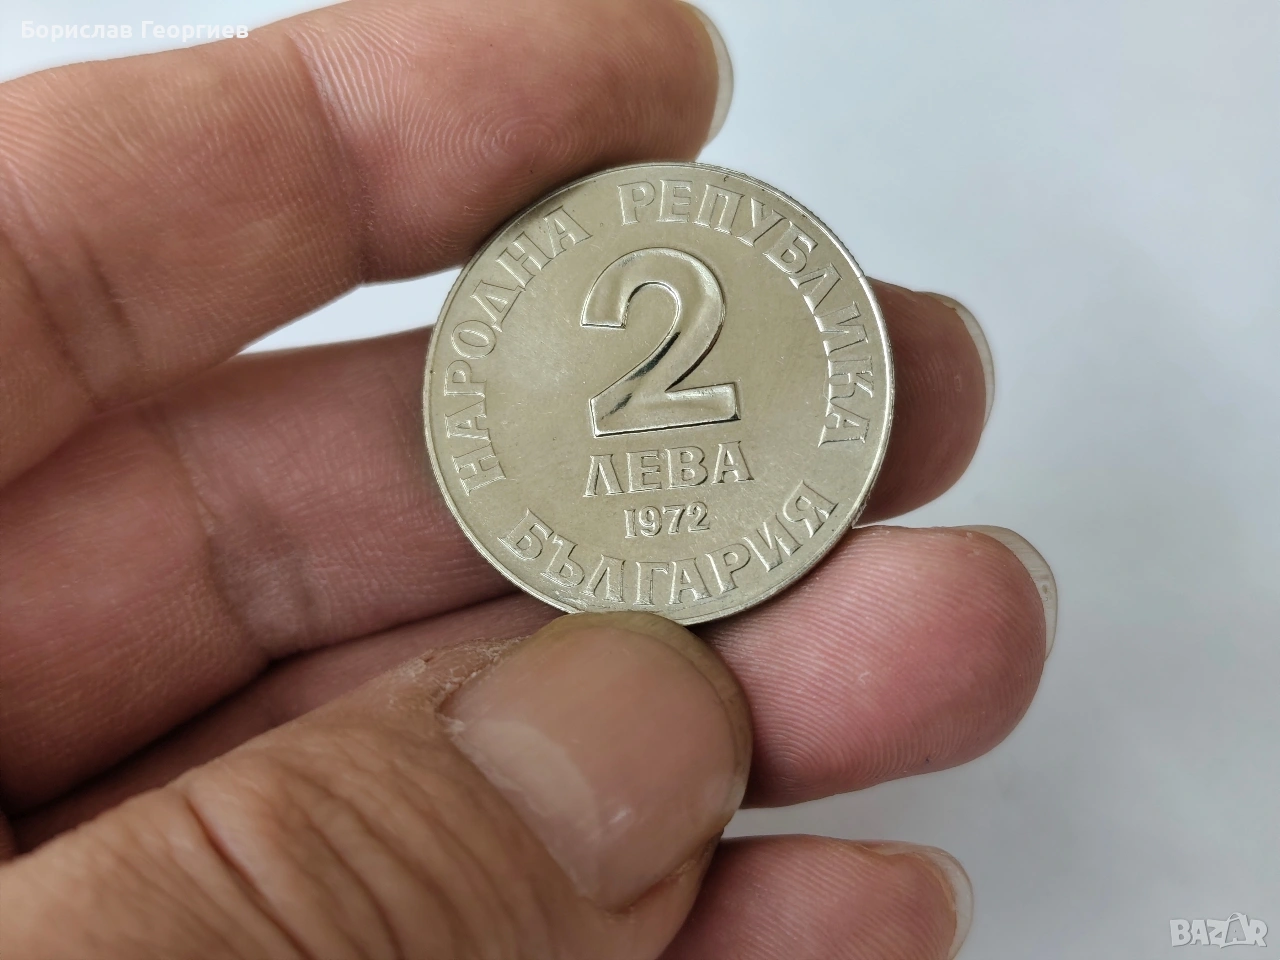 Борислав Георгиев
НАРОДНА РЕПУБЛИКА
2
ЛЕВА
1972
БЪЛГАРИЯ
BAZAR